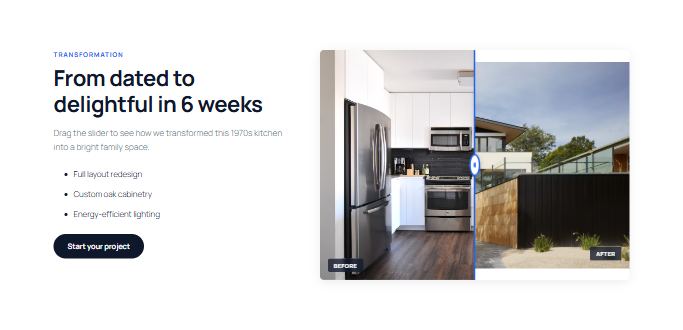 TRANSFORMATION
From dated to
delightful in 6 weeks
Drag the slider to see how we transformed this 1970s kitchen
into a bright family space.
Full layout redesign
Custom oak cabinetry
Energy-efficient lighting
Start your project
BEFORE
AFTER